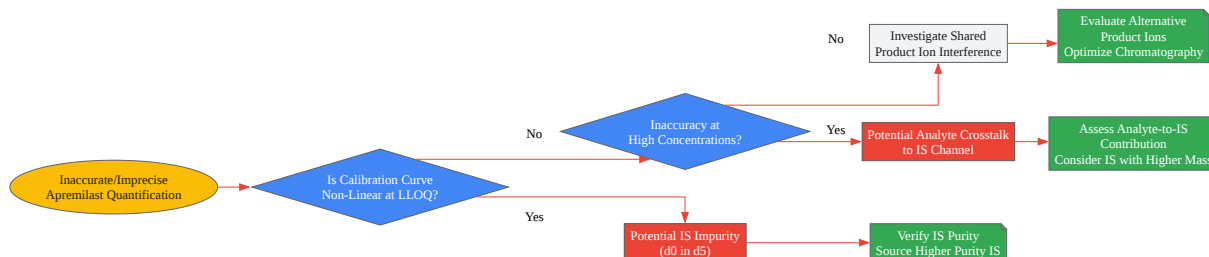 Inaccurate/Imprecise
Apremilast Quantification
Is Calibration Curve
Non-Linear at LLOQ?
No
Yes
Inaccuracy at
High Concentrations?
No
Yes
Investigate Shared
Product Ion Interference
Evaluate Alternative
Product Ions
Optimize Chromatography
Potential Analyte Crosstalk
to IS Channel
Assess Analyte-to-IS
Contribution
Consider IS with Higher Mass
Potential IS Impurity
(d0 in d5)
Verify IS Purity
Source Higher Purity IS